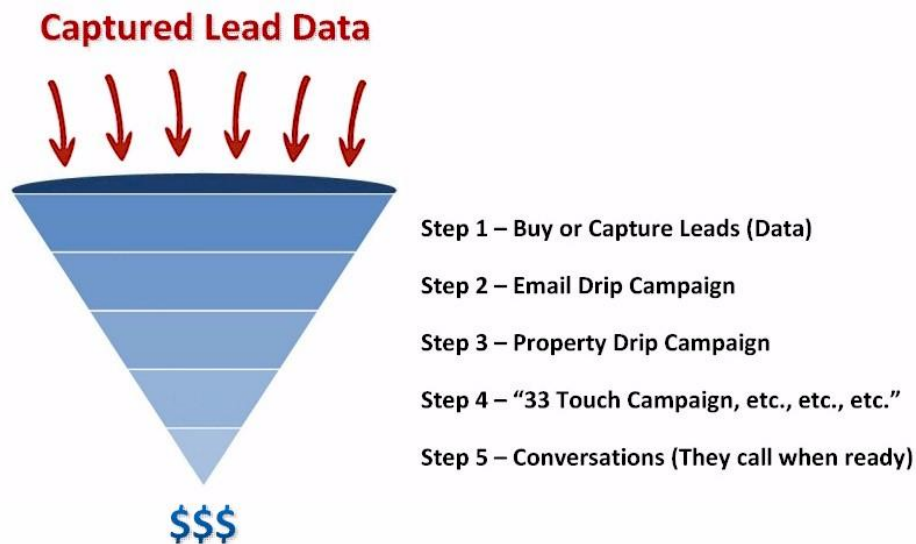 Captured Lead Data
Step 1 – Buy or Capture Leads (Data)
Step 2 – Email Drip Campaign
Step 3 – Property Drip Campaign
Step 4 – “33 Touch Campaign, etc., etc., etc.”
Step 5 – Conversations (They call when ready)
$$$